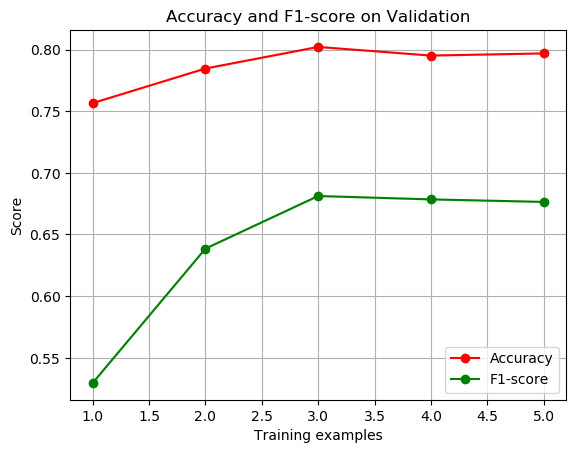 Accuracy and F1-score on Validation
0.80
0.75
0.70
0.65
0.60
0.55
Score
1.0 1.5 2.0 2.5 3.0 3.5 4.0 4.5 5.0
Training examples
Accuracy
F1-score